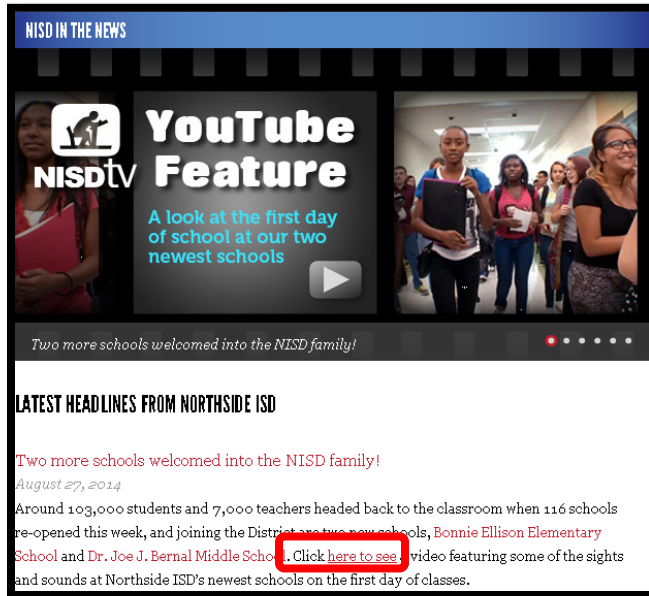 NISD IN THE NEWS
NISDtv
YouTube
Feature
A look at the first day
of school at our two
newest schools
Two more schools welcomed into the NISD family!
LATEST HEADLINES FROM NORTHSIDE ISD
Two more schools welcomed into the NISD family!
August 27, 2014
Around 103,000 students and 7,000 teachers headed back to the classroom when 116 schools
re-opened this week, and joining the District are two new schools, Bonnie Ellison Elementary
School and Dr. Joe J. Bernal Middle School. Click here to see video featuring some of the sights
and sounds at Northside ISD's newest schools on the first day of classes.